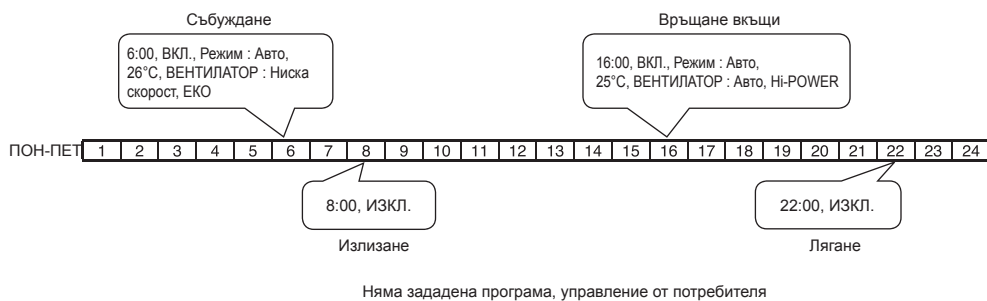 Събуждане
Връщане вкъщи
6:00, ВКЛ., Режим : Авто,
26°C, ВЕНТИЛАТОР : Ниска
скорост, ЕКО
16:00, ВКЛ., Режим : Авто,
25°C, ВЕНТИЛАТОР : Авто, Hi-POWER
ПОН-ПЕТ 1 2 3 4 5 6 7 8 9 10 11 12 13 14 15 16 17 18 19 20 21 22 23 24
8:00, ИЗКЛ.
22:00, ИЗКЛ.
Излизане
Лягане
Няма зададена програма, управление от потребителя